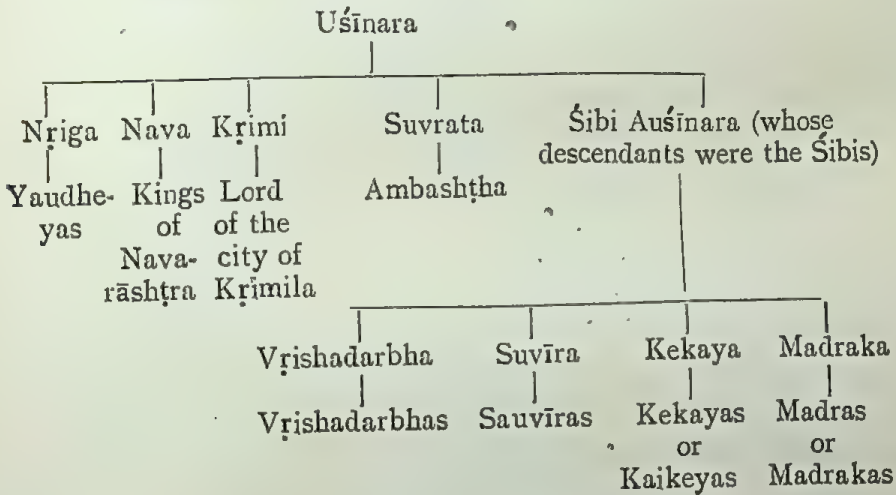 Uśīnara
Nṛiga Nava Kṛimi Suvrata Śibi Auśīnara (whose
descendants were the Śibis)
Yaudhe- Kings Lord Ambashṭha
yas of of the
Nava- city of
rāshṭra Kṛimila
Vṛishadarbha Suvīra Kekaya Madraka
Vṛishadarbhas Sauvīras Kekayas Madras
or or
Kaikeyas Madrakas